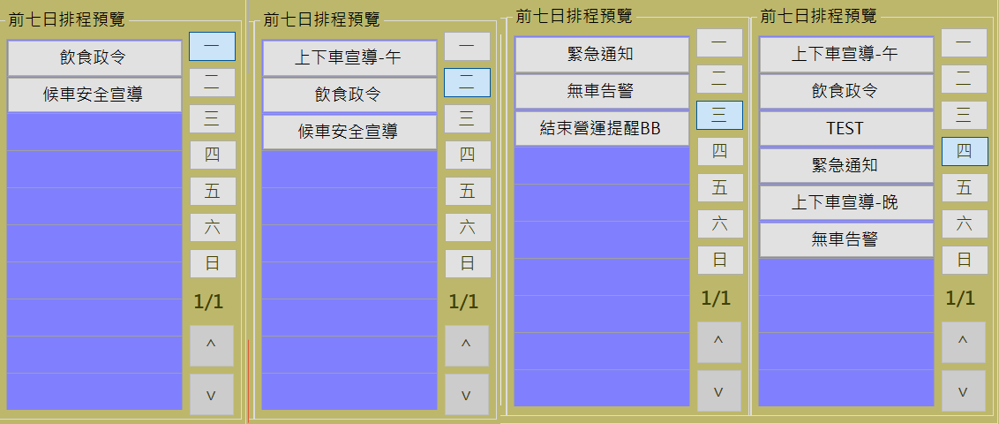 前七日排程預覽
飲食政令
候車安全宣導
一
二
三
四
五
六
日
1/1
^
v
前七日排程預覽
上下車宣導-午
飲食政令
候車安全宣導
一
二
三
四
五
六
日
1/1
^
v
前七日排程預覽
緊急通知
無車告警
結束營運提醒BB
一
二
三
四
五
六
日
1/1
^
v
前七日排程預覽
上下車宣導-午
飲食政令
TEST
緊急通知
上下車宣導-晚
無車告警
一
二
三
四
五
六
日
1/1
^
v